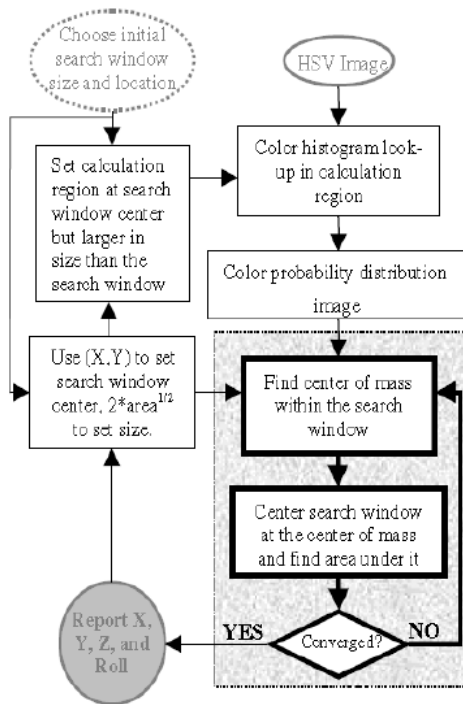 Choose initial
search window
size and location
HSV Image
Set calculation
region at search
window center
but larger in
size than the
search window
Color histogram look-
up in calculation
region
Color probability distribution
image
Use (X,Y) to set
search window
center, 2*area1/2
to set size.
Find center of mass
within the search
window
Center search window
at the center of mass
and find area under it
Report X,
Y, Z, and
Roll
YES
Converged?
NO